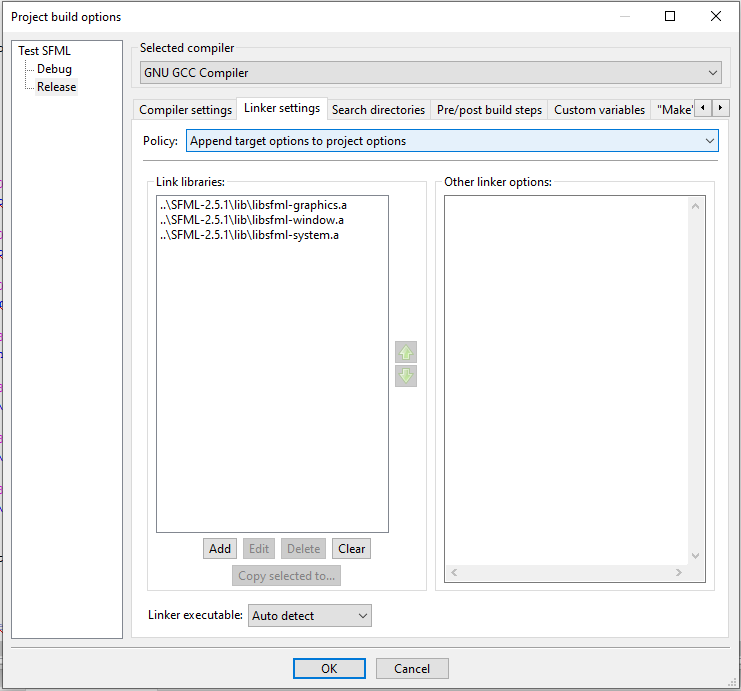 Project build options
Test SFML
Debug
Release
Selected compiler
GNU GCC Compiler
Compiler settings
Linker settings
Search directories
Pre/post build steps
Custom variables
"Make"
Policy:
Append target options to project options
Link libraries:
..\SFML-2.5.1\lib\libsfml-graphics.a
..\SFML-2.5.1\lib\libsfml-window.a
..\SFML-2.5.1\lib\libsfml-system.a
Other linker options:
Add
Edit
Delete
Clear
Copy selected to...
Linker executable:
Auto detect
OK
Cancel